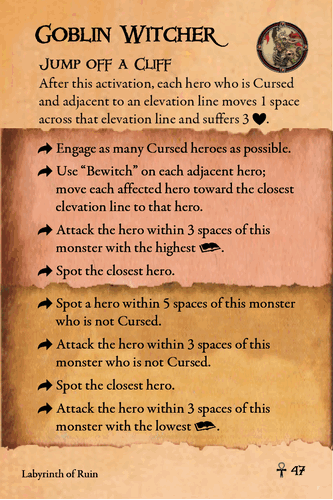 Goblin Witcher
Jump off a Cliff
After this activation, each hero who is Cursed
and adjacent to an elevation line moves 1 space
across that elevation line and suffers 3 ♥.
Engage as many Cursed heroes as possible.
Use “Bewitch” on each adjacent hero;
move each affected hero toward the closest
elevation line to that hero.
Attack the hero within 3 spaces of this
monster with the highest .
Spot the closest hero.
Spot a hero within 5 spaces of this monster
who is not Cursed.
Attack the hero within 3 spaces of this
monster who is not Cursed.
Spot the closest hero.
Attack the hero within 3 spaces of this
monster with the lowest .
Labyrinth of Ruin
47